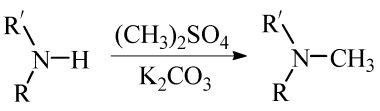 R′
N—H
R
(CH₃)₂SO₄
K₂CO₃
R′
N—CH₃
R